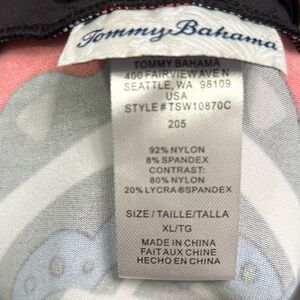 Tommy Bahama
TOMMY BAHAMA
400 FAIRVIEW AVE N
SEATTLE, WA 98109
USA
STYLE # TSW10870C
205
92% NYLON
8% SPANDEX
CONTRAST:
80% NYLON
20% LYCRA®SPANDEX
SIZE / TAILLE/TALLA
XL/TG
MADE IN CHINA
FAIT AUX CHINE
HECHO EN CHINA